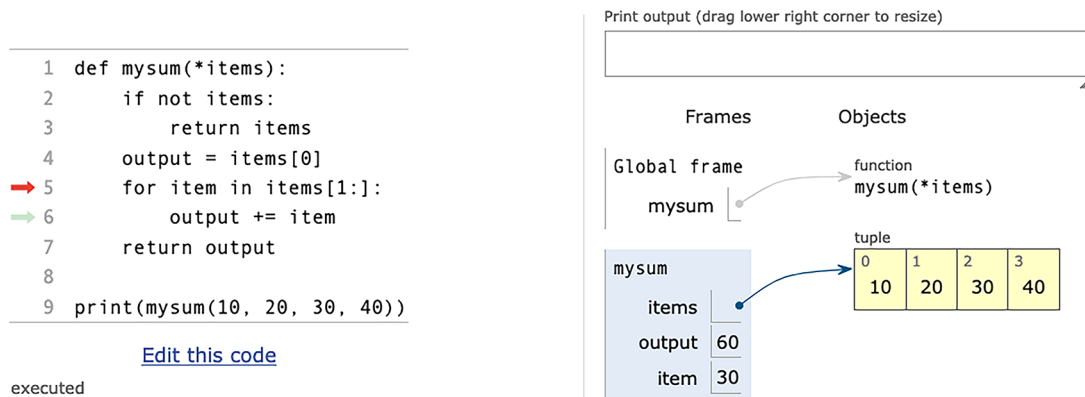 1 def mysum(*items):
2     if not items:
3         return items
4     output = items[0]
5     for item in items[1:]:
6         output += item
7     return output
8
9 print(mysum(10, 20, 30, 40))
Edit this code
executed
Print output (drag lower right corner to resize)
Frames Objects
Global frame
mysum
function
mysum(*items)
mysum
items
output 60
item 30
tuple
0 1 2 3
10 20 30 40